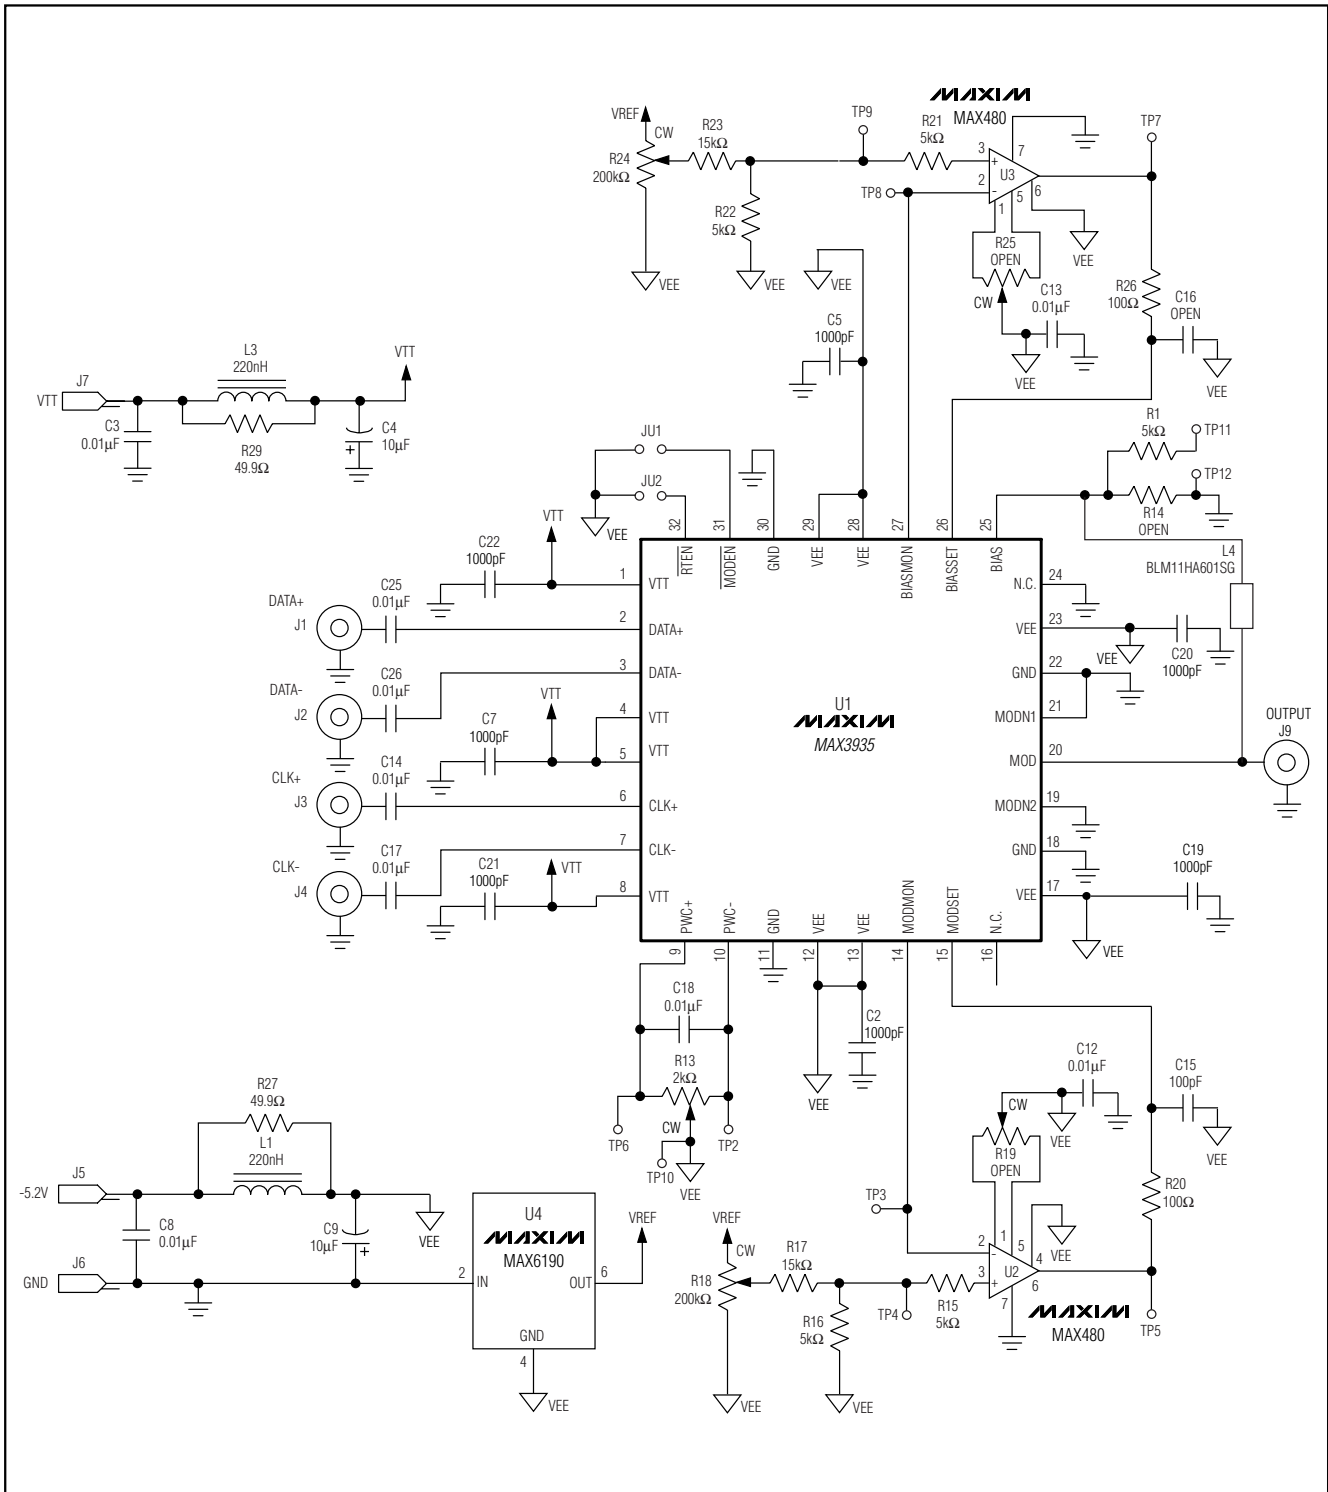 MAXIM
MAX480
VREF
CW
R24
200kΩ
R23
15kΩ
TP9
R21
5kΩ
3
+
7
U3
2
-
6
5
1
TP7
TP8
R22
5kΩ
R25
OPEN
VEE
VEE
VEE
VEE
VEE
CW
C13
0.01µF
R26
100Ω
C16
OPEN
VEE
C5
1000pF
L3
220nH
VTT
J7
VTT
C3
0.01µF
R29
49.9Ω
C4
10µF
+
JU1
JU2
VEE
R1
5kΩ
TP11
TP12
R14
OPEN
L4
BLM11HA601SG
32
31
30
29
28
27
26
25
RTEN
MODEN
GND
VEE
VEE
BIASMON
BIASSET
BIAS
VTT
C22
1000pF
1
VTT
N.C.
24
DATA+
J1
C25
0.01µF
2
DATA+
VEE
23
VEE
C20
1000pF
DATA-
J2
C26
0.01µF
3
DATA-
GND
22
VTT
C7
1000pF
4
VTT
5
VTT
U1
MAXIM
MAX3935
MODN1
21
MOD
20
OUTPUT
J9
CLK+
J3
C14
0.01µF
6
CLK+
MODN2
19
CLK-
J4
C17
0.01µF
7
CLK-
GND
18
C21
1000pF
VTT
8
VTT
VEE
17
VEE
C19
1000pF
PWC+
PWC-
GND
VEE
VEE
MODMON
MODSET
N.C.
9
10
11
12
13
14
15
16
C18
0.01µF
R13
2kΩ
CW
TP6
TP2
TP10
VEE
VEE
C2
1000pF
C12
0.01µF
CW
VEE
R19
OPEN
C15
100pF
VEE
R20
100Ω
R27
49.9Ω
L1
220nH
J5
-5.2V
C8
0.01µF
C9
10µF
+
VEE
J6
GND
U4
MAXIM
MAX6190
2
IN
OUT
6
GND
4
VEE
VREF
VREF
CW
R18
200kΩ
R17
15kΩ
R16
5kΩ
TP3
TP4
R15
5kΩ
2
-
1
5
4
VEE
3
+
U2
6
7
MAXIM
MAX480
TP5
VEE
VEE